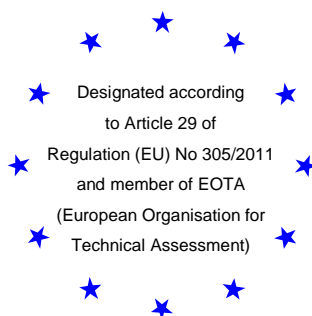 Designated according
to Article 29 of
Regulation (EU) No 305/2011
and member of EOTA
(European Organisation for
Technical Assessment)